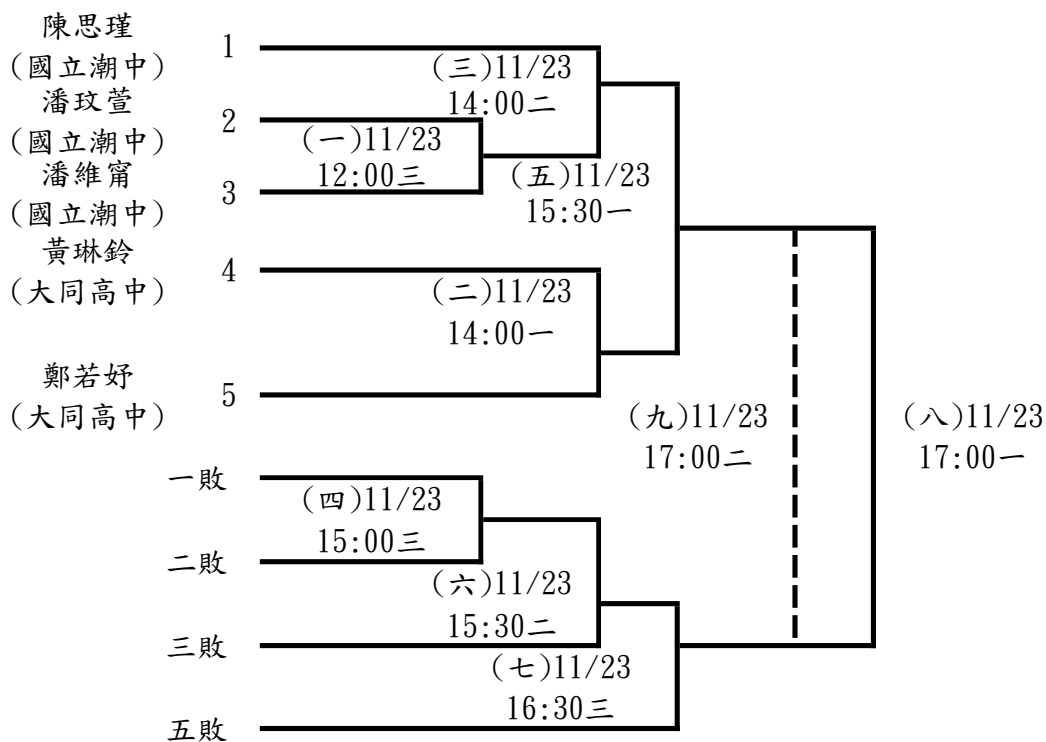 陳思瑾
(國立潮中)
1
(三)11/23
14:00二
潘玟萱
(國立潮中)
2
(一)11/23
12:00三
潘維甯
(國立潮中)
3
(五)11/23
15:30一
黃琳鈴
(大同高中)
4
(二)11/23
14:00一
鄭若妤
(大同高中)
5
(九)11/23
17:00二
(八)11/23
17:00一
一敗
(四)11/23
15:00三
二敗
(六)11/23
15:30二
三敗
(七)11/23
16:30三
五敗